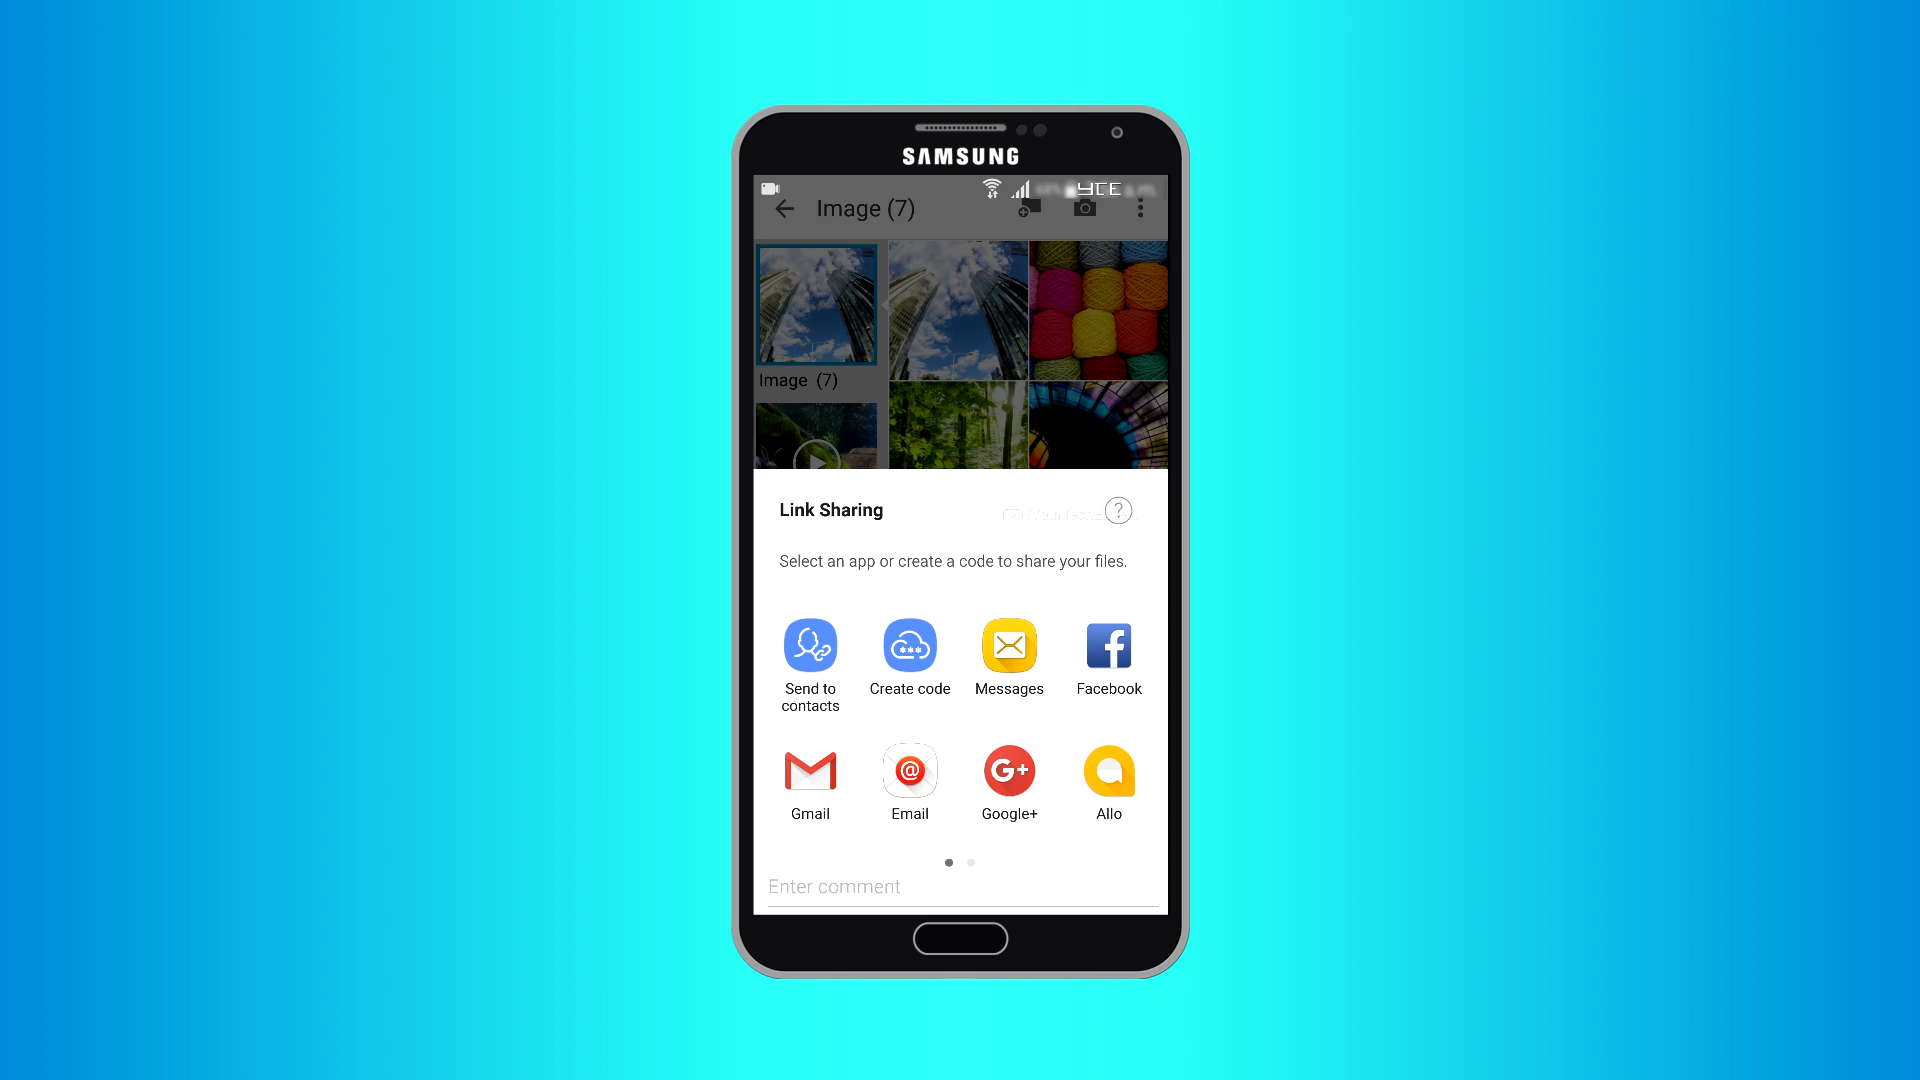 SAMSUNG
YCE
Image (7)
Image (7)
Link Sharing
?
Select an app or create a code to share your files.
Send to
contacts
Create code
Messages
Facebook
Gmail
Email
Google+
Allo
Enter comment